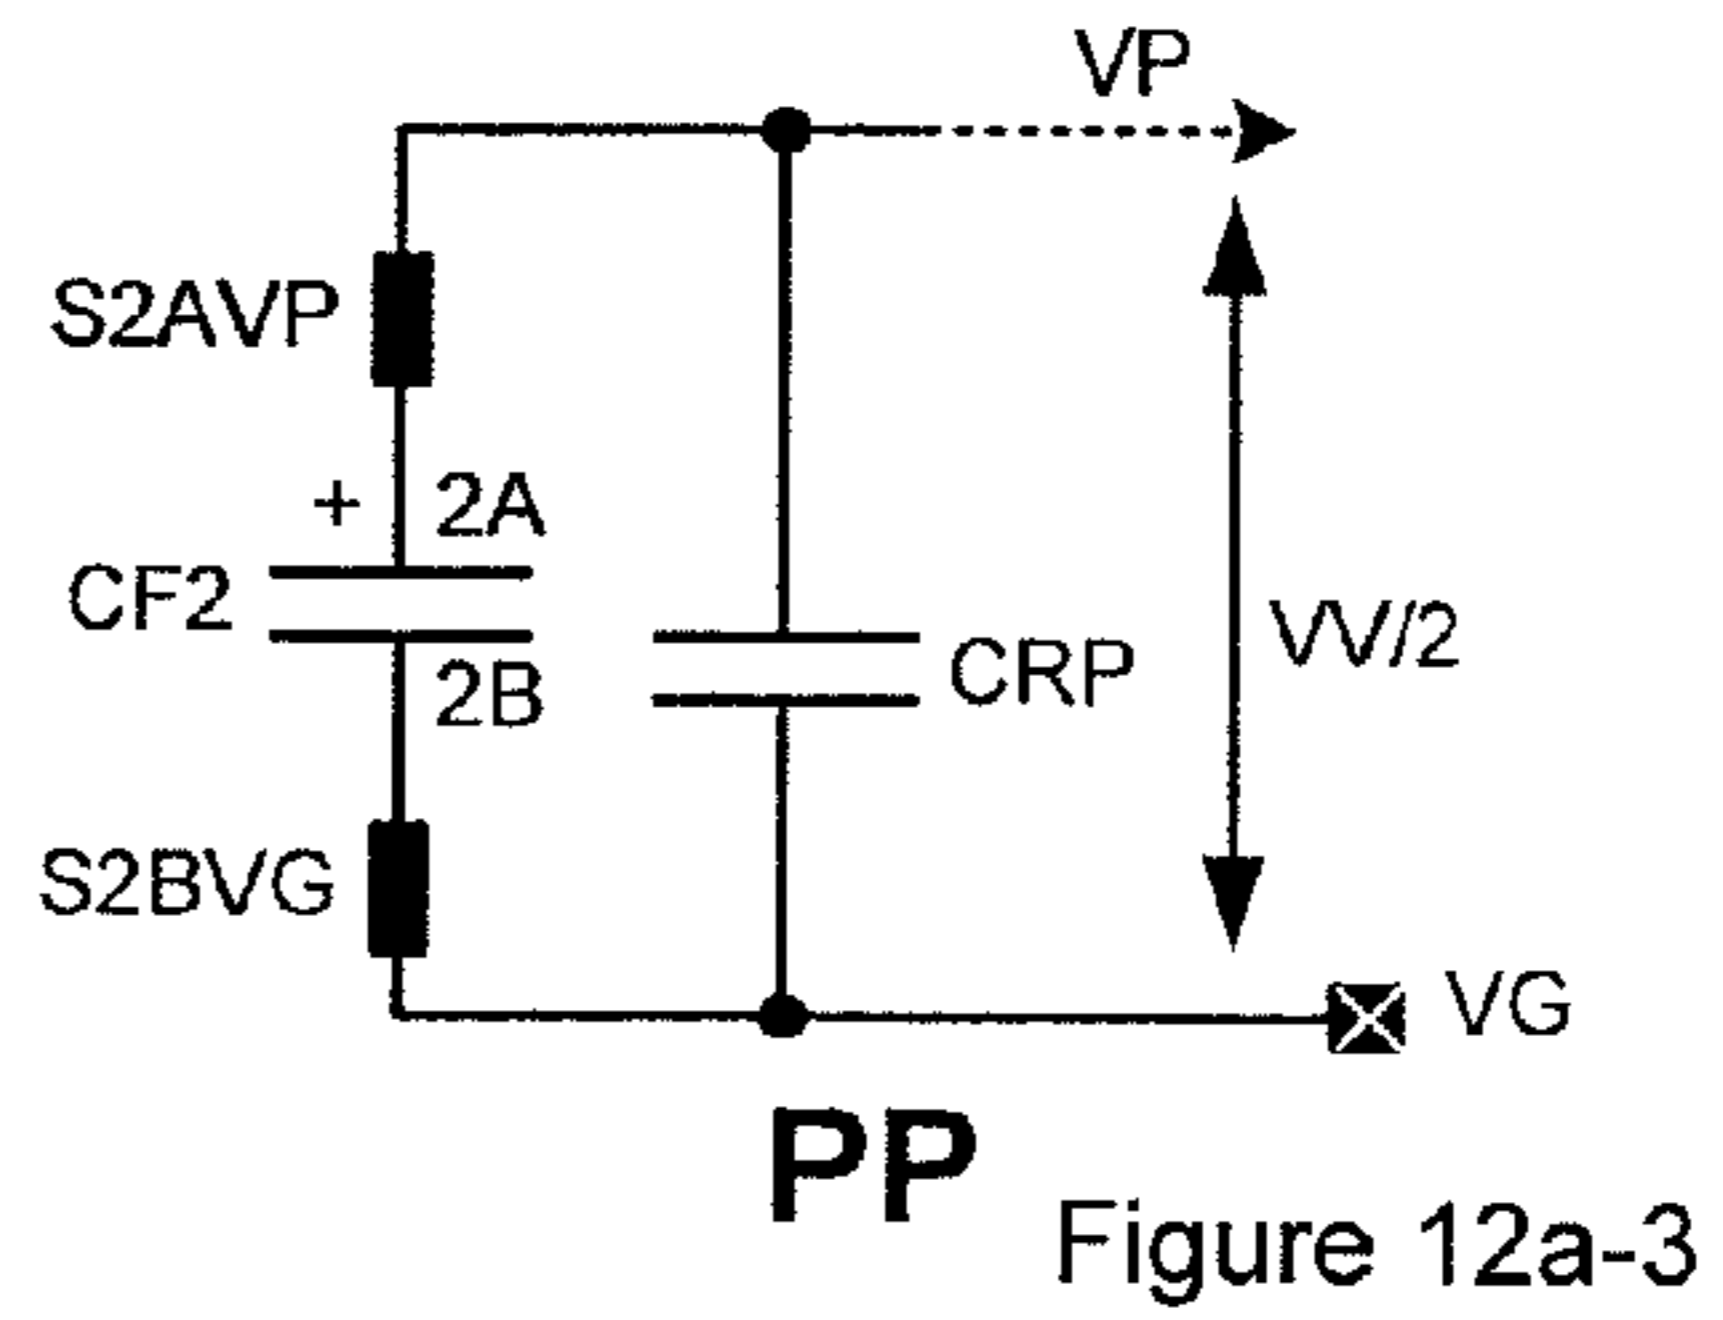 VP
S2AVP
+ 2A
CF2
2B
CRP
VV/2
S2BVG
VG
PP
Figure 12a-3